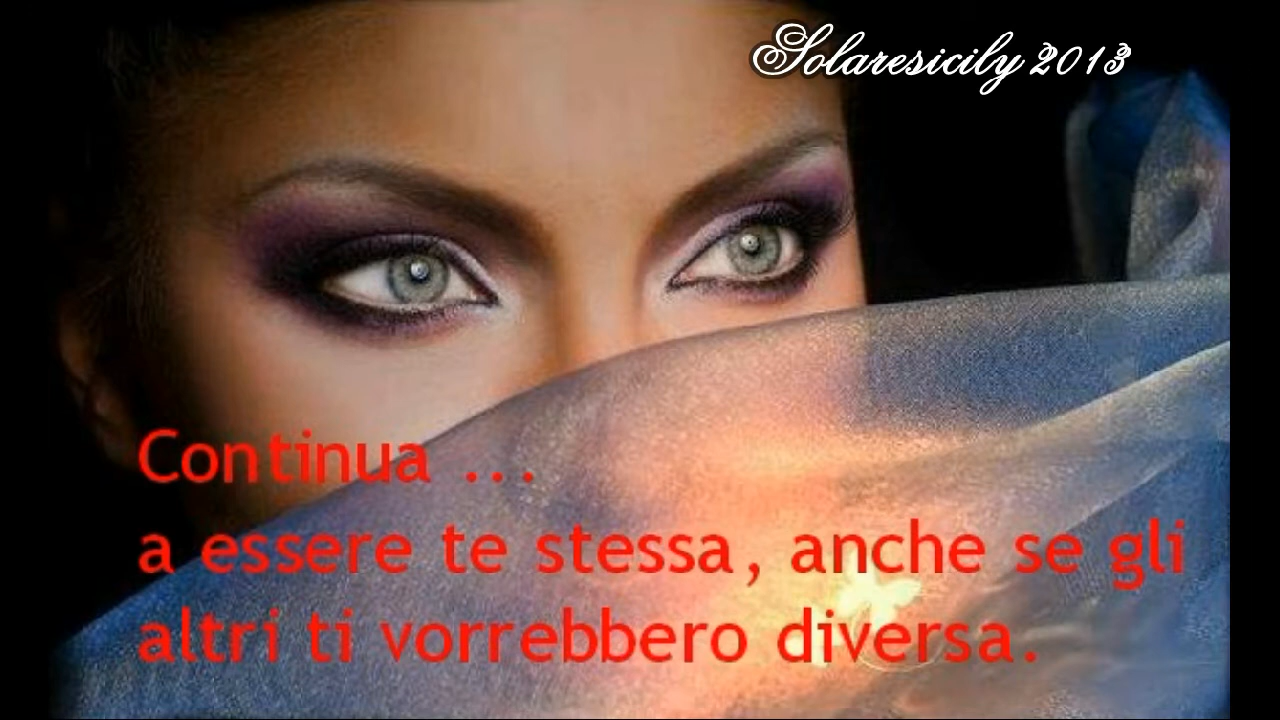 Solaresicily 2013
Continua ...
a essere te stessa, anche se gli
altri ti vorrebbero diversa.